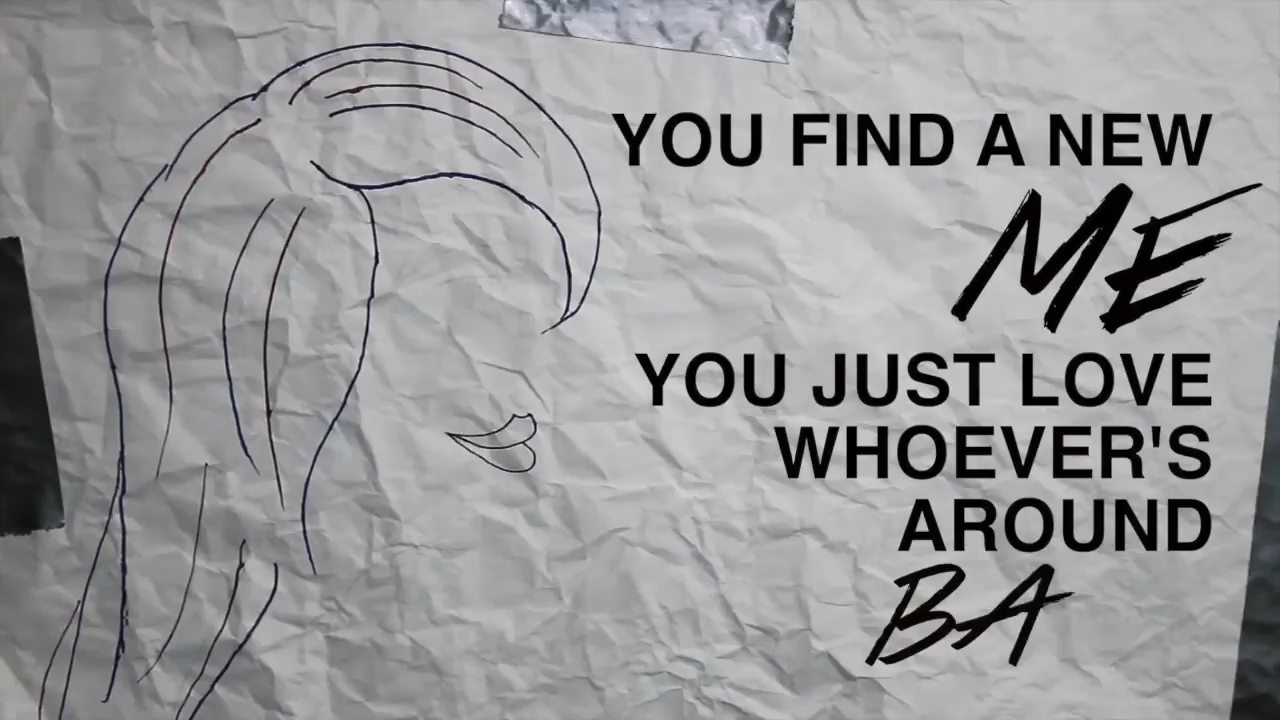 YOU FIND A NEW
ME
YOU JUST LOVE
WHOEVER'S
AROUND
BA